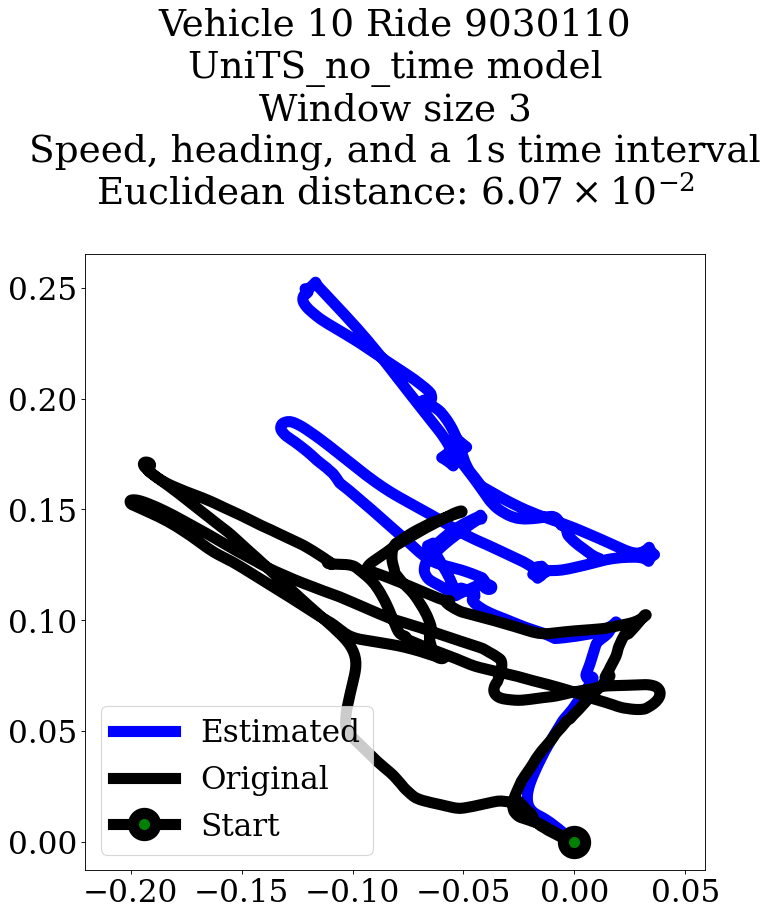 Vehicle 10 Ride 9030110
UniTS_no_time model
Window size 3
Speed, heading, and a 1s time interval
Euclidean distance: 6.07 × 10⁻²
0.25
0.20
0.15
0.10
0.05
0.00
Estimated
Original
Start
−0.20 −0.15 −0.10 −0.05 0.00 0.05